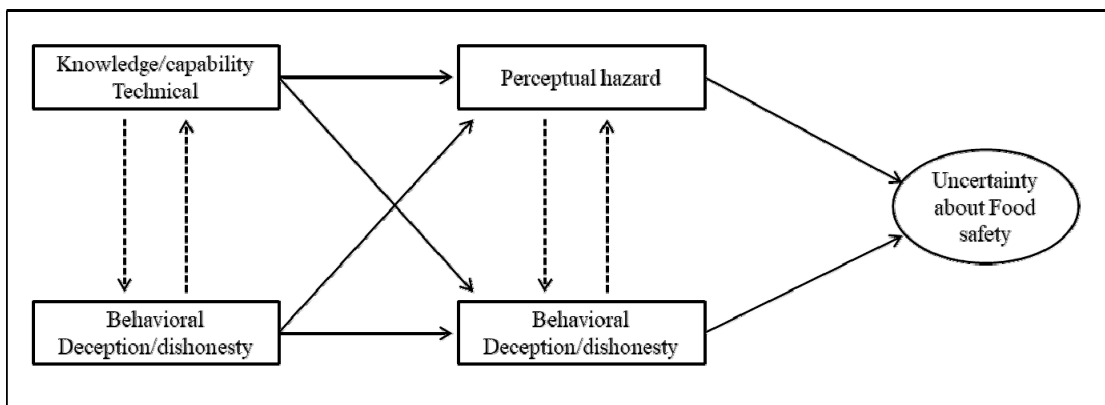 Knowledge/capability
Technical
Perceptual hazard
Uncertainty
about Food
safety
Behavioral
Deception/dishonesty
Behavioral
Deception/dishonesty